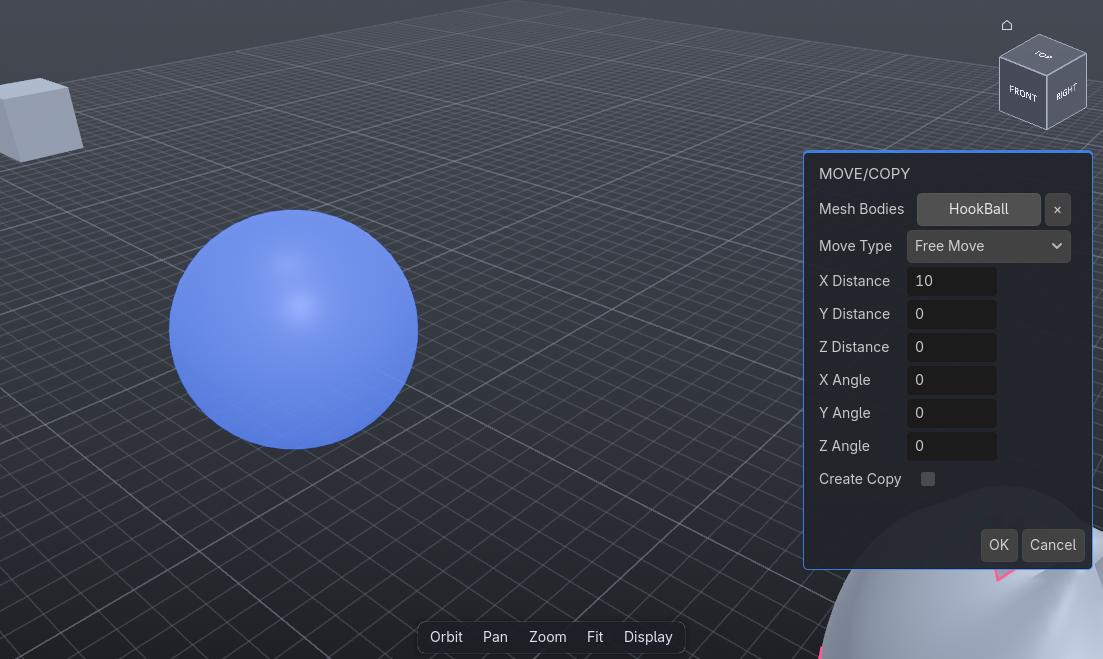 TOP
FRONT
RIGHT
MOVE/COPY
Mesh Bodies HookBall ×
Move Type Free Move
X Distance 10
Y Distance 0
Z Distance 0
X Angle 0
Y Angle 0
Z Angle 0
Create Copy
OK Cancel
Orbit Pan Zoom Fit Display